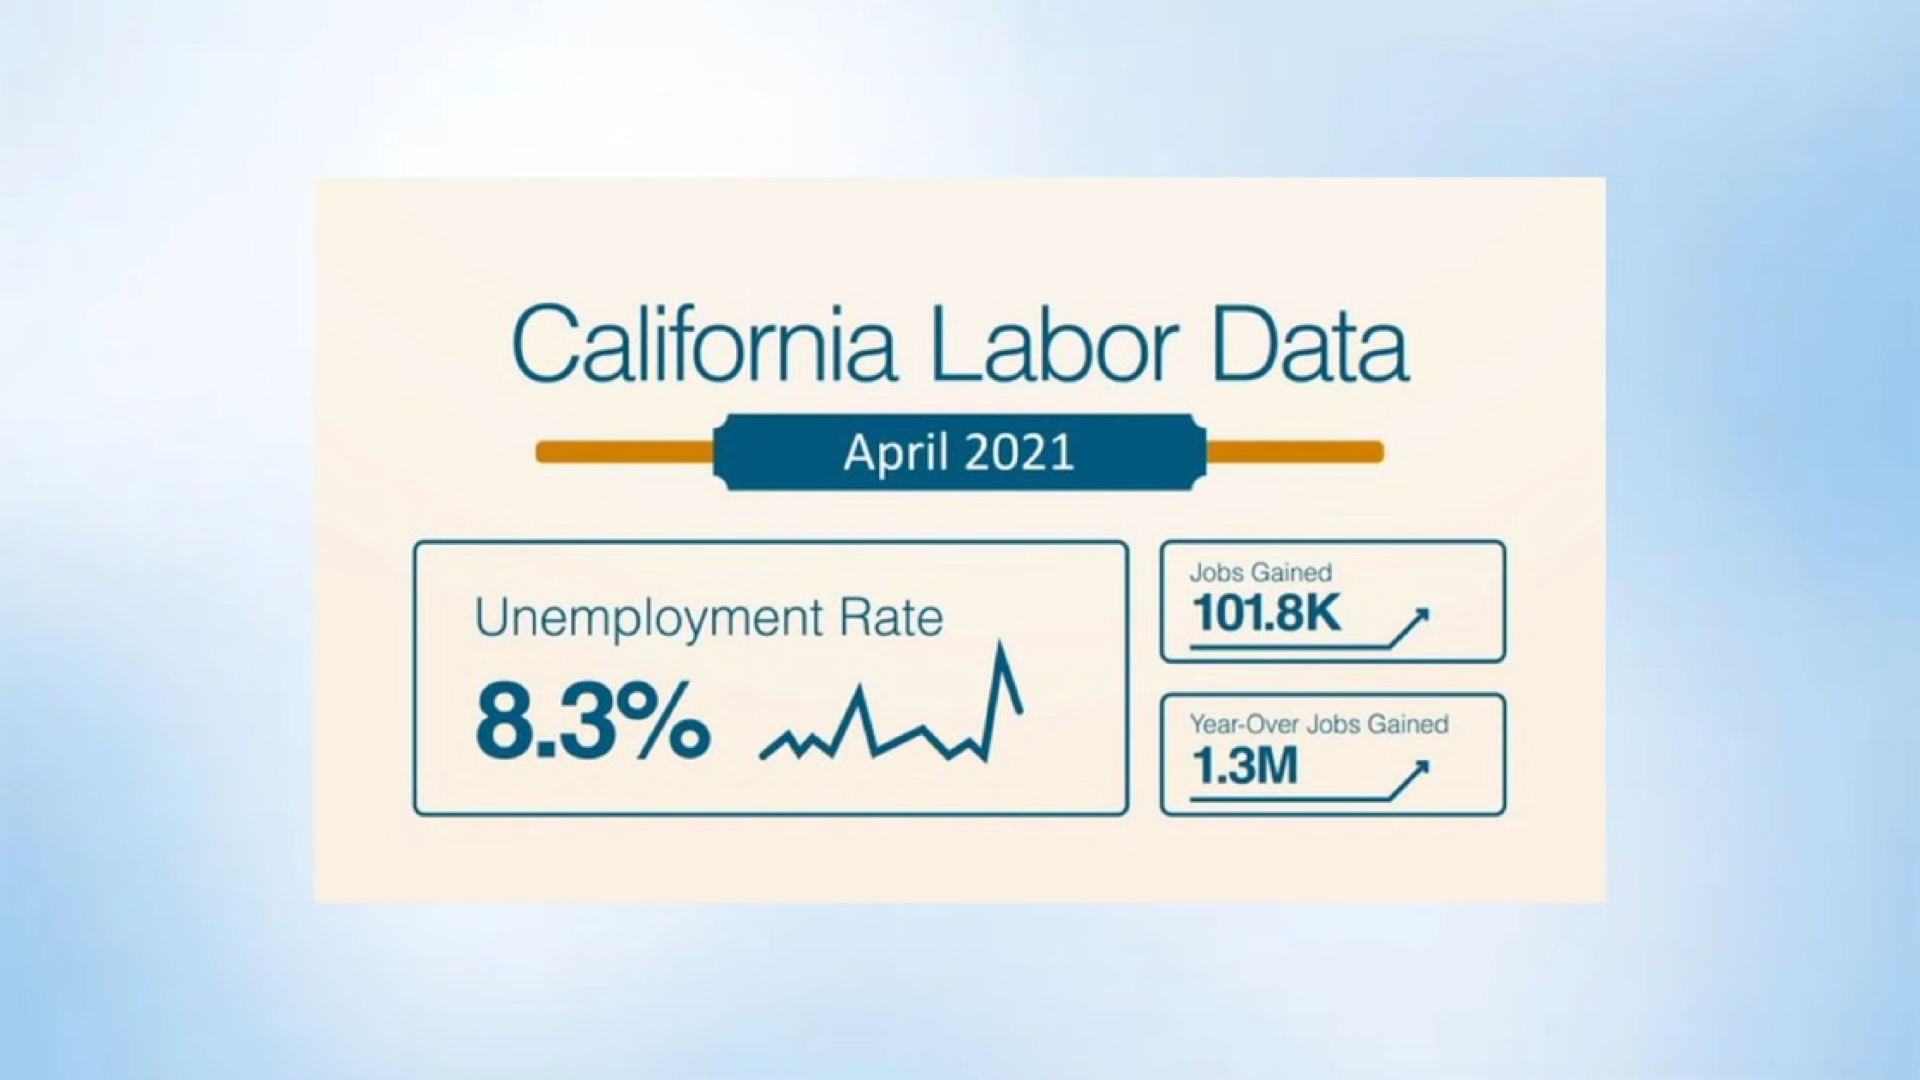 California Labor Data
April 2021
Unemployment Rate
8.3%
Jobs Gained
101.8K
Year-Over Jobs Gained
1.3M